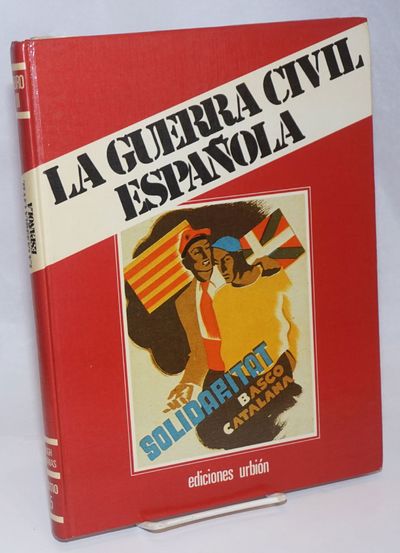 LA GUERRA CIVIL
ESPAÑOLA
SOLIDARITAT
BASCO
CATALANA
ediciones urbión